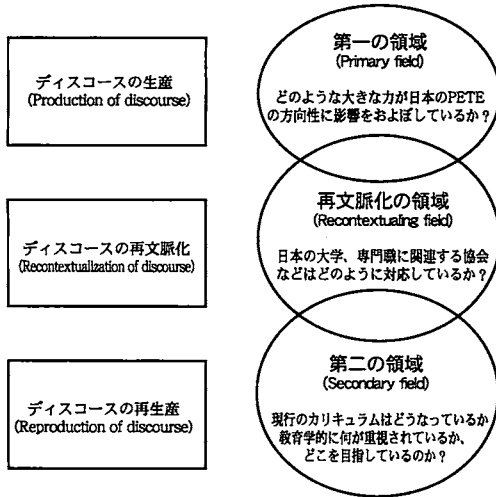 ディスコースの生産
(Production of discourse)
第一の領域
(Primary field)
どのような大きな力が日本のPETE
の方向性に影響をおよぼしているか？
ディスコースの再文脈化
(Recontextualization of discourse)
再文脈化の領域
(Recontextualing field)
日本の大学、専門職に関連する協会
などはどのように対応しているか？
ディスコースの再生産
(Reproduction of discourse)
第二の領域
(Secondary field)
現行のカリキュラムはどうなっているか
教育学的に何が重視されているか、
どこを目指しているのか？